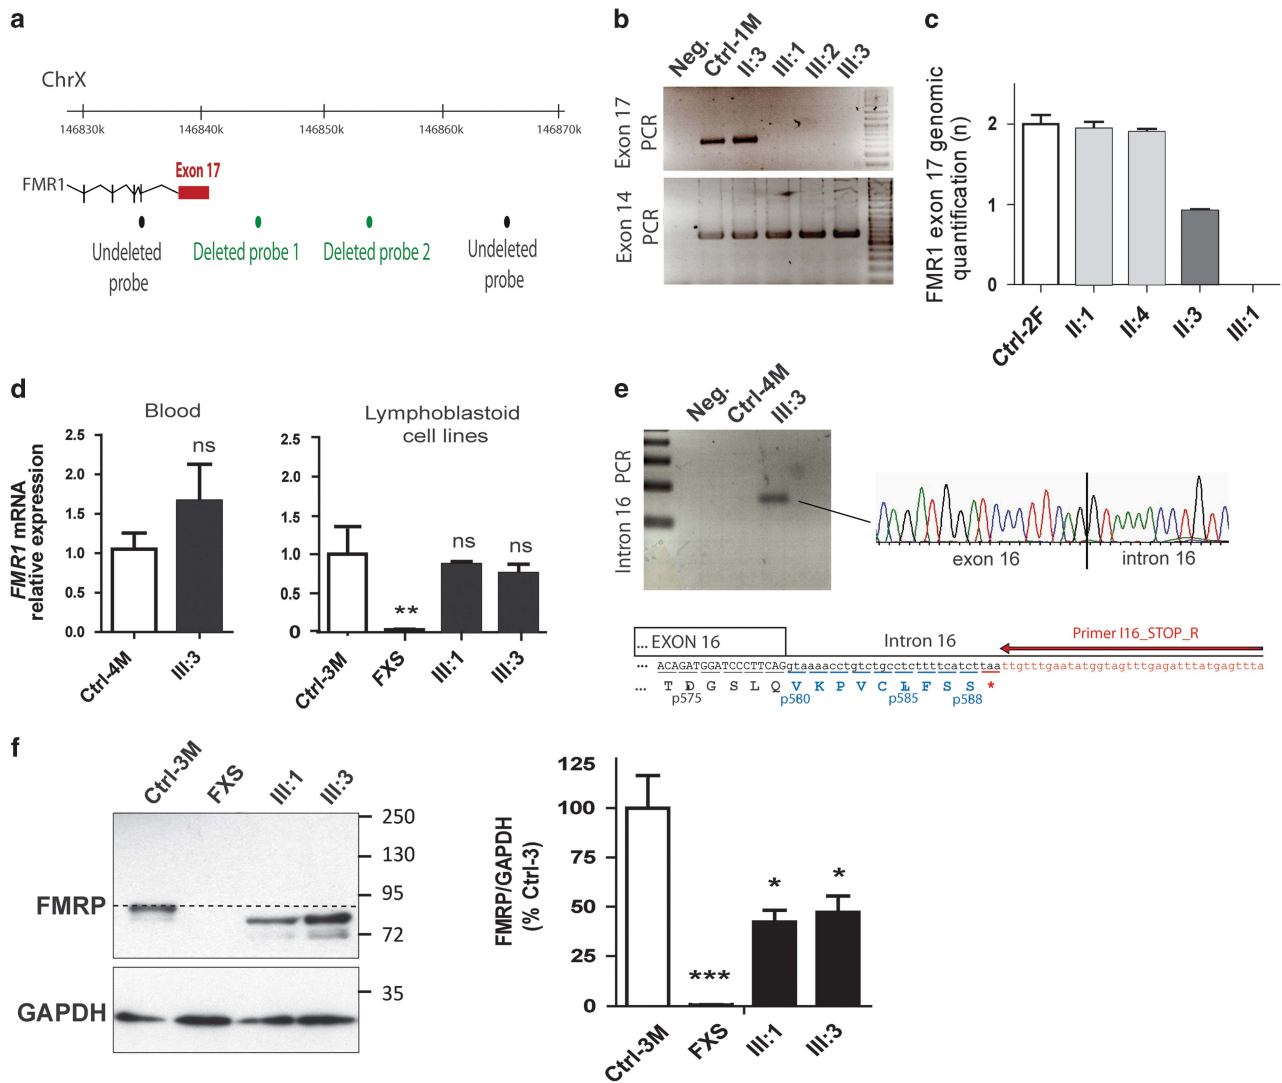 a
ChrX
146830k 146840k 146850k 146860k 146870k
Exon 17
FMR1
Undeleted probe
Deleted probe 1
Deleted probe 2
Undeleted probe
b
Neg. Ctrl-1M II:3 III:1 III:2 III:3
Exon 17 PCR
Exon 14 PCR
c
FMR1 exon 17 genomic quantification (n)
2
1
0
Ctrl-2F II:1 II:4 II:3 III:1
d
Blood
FMR1 mRNA relative expression
2.5
2.0
1.5
1.0
0.5
0.0
ns
Ctrl-4M III:3
Lymphoblastoid cell lines
2.5
2.0
1.5
1.0
0.5
0
** ns ns
Ctrl-3M FXS III:1 III:3
e
Neg. Ctrl-4M III:3
Intron 16 PCR
exon 16 intron 16
... EXON 16 Intron 16 Primer I16_STOP_R
... ACAGATGGATCCCTTCAGgtaaaacctgtctgcctcttttcatcttaattgtttgaatatggtagtttgagatttatgagttta
... T D G S L Q V K P V C L F S S *
p575 p580 p585 p588
f
Ctrl-3M FXS III:1 III:3
FMRP
GAPDH
250
130
95
72
35
FMRP/GAPDH (% Ctrl-3)
125
100
75
50
25
0
*** * *
Ctrl-3M FXS III:1 III:3